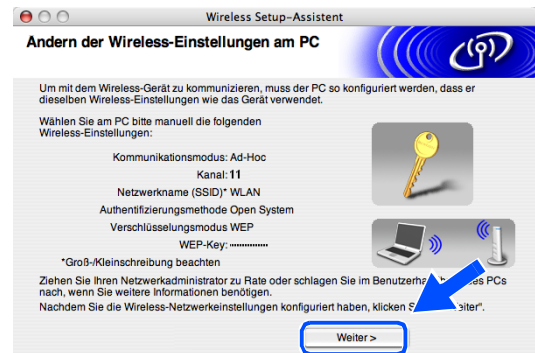 Wireless Setup-Assistent
Andern der Wireless-Einstellungen am PC
Um mit dem Wireless-Gerät zu kommunizieren, muss der PC so konfiguriert werden, dass er
dieselben Wireless-Einstellungen wie das Gerät verwendet.
Wählen Sie am PC bitte manuell die folgenden
Wireless-Einstellungen:
Kommunikationsmodus: Ad-Hoc
Kanal: 11
Netzwerkname (SSID)* WLAN
Authentifizierungsmethode Open System
Verschlüsselungsmodus WEP
WEP-Key: ••••••••••••••
*Groß-/Kleinschreibung beachten
Ziehen Sie Ihren Netzwerkadministrator zu Rate oder schlagen Sie im PCs
nach, wenn Sie weitere Informationen benötigen.
Nachdem Sie die Wireless-Netzwerkeinstellungen konfiguriert haben, klicken
Weiter >